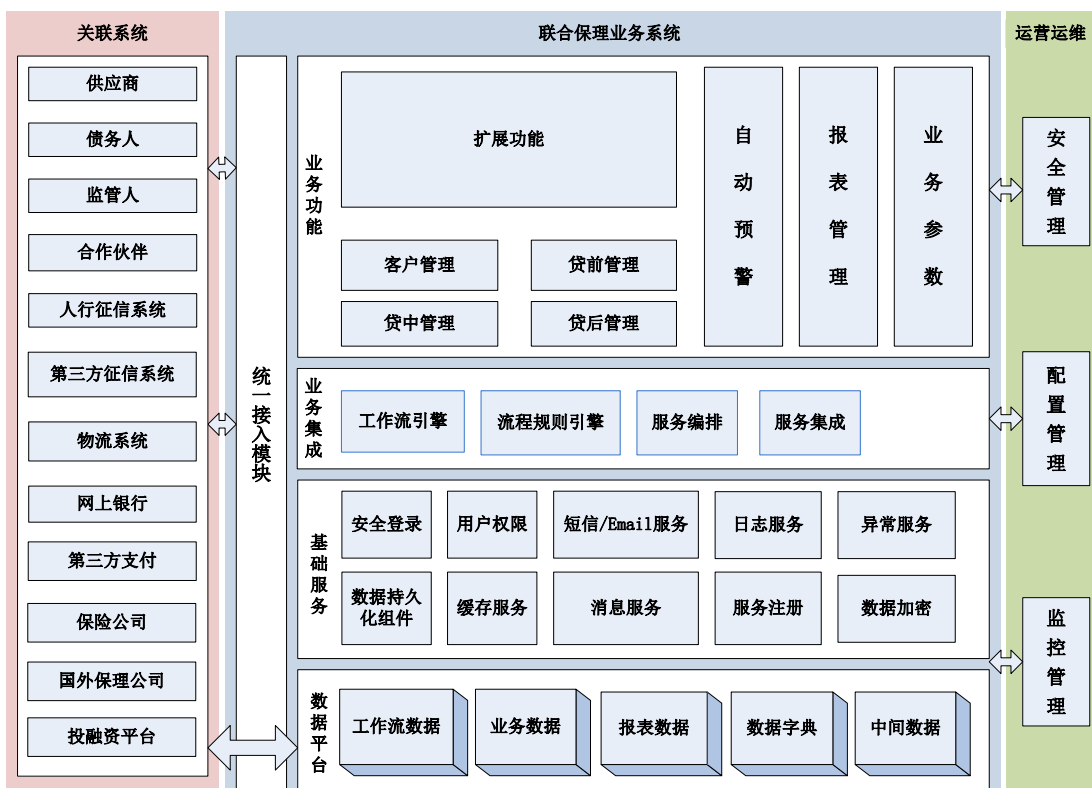 关联系统
供应商
债务人
监管人
合作伙伴
人行征信系统
第三方征信系统
物流系统
网上银行
第三方支付
保险公司
国外保理公司
投融资平台
联合保理业务系统
统一接入模块
业务功能
扩展功能
客户管理
贷前管理
贷中管理
贷后管理
自动预警
报表管理
业务参数
业务集成
工作流引擎
流程规则引擎
服务编排
服务集成
基础服务
安全登录
用户权限
短信/Email服务
日志服务
异常服务
数据持久
化组件
缓存服务
消息服务
服务注册
数据加密
数据平台
工作流数据
业务数据
报表数据
数据字典
中间数据
运营运维
安全管理
配置管理
监控管理